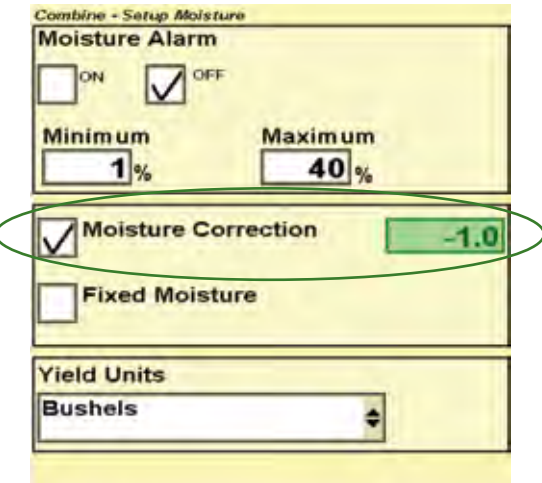 Combine - Setup Moisture
Moisture Alarm
ON OFF
Minimum Maximum
1 % 40 %
Moisture Correction -1.0
Fixed Moisture
Yield Units
Bushels